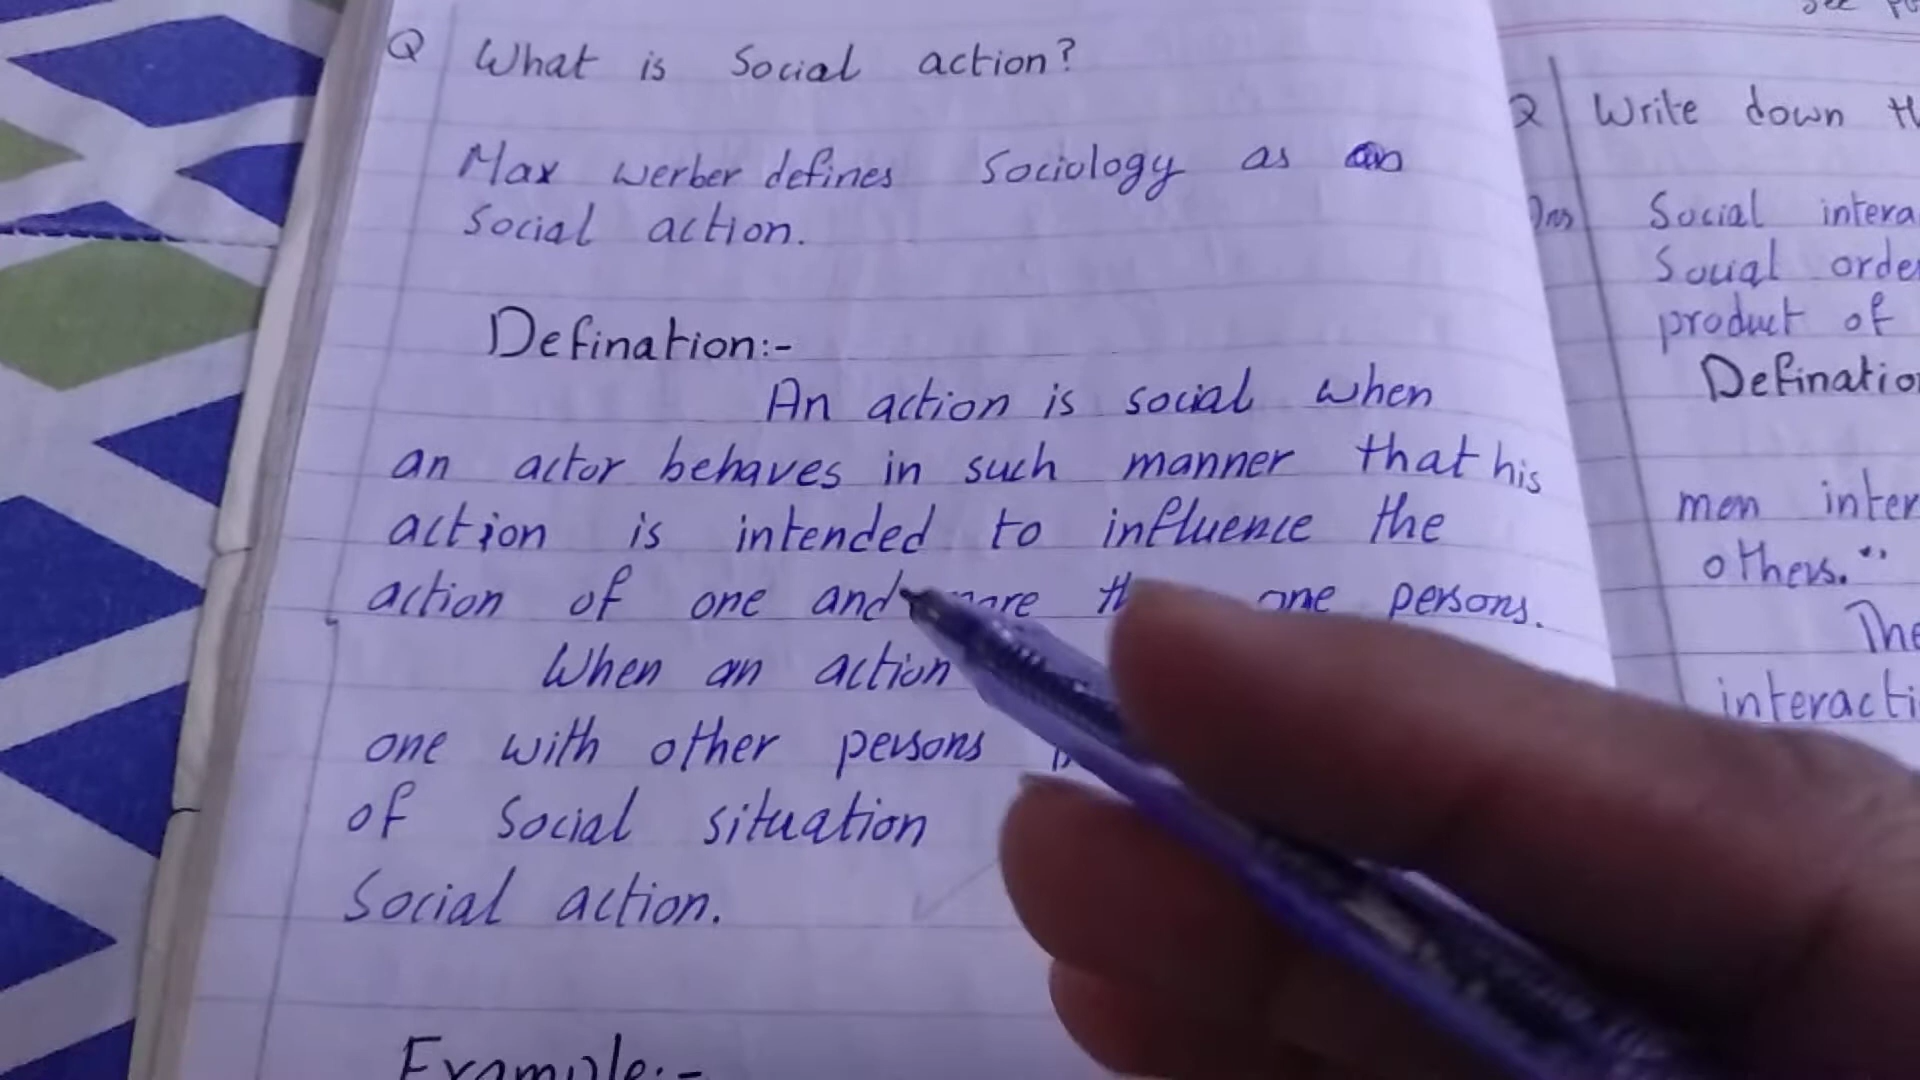 Q What is Social action?
Max werber defines Sociology as an
Social action.
Defination:-
An action is social when
an actor behaves in such manner that his
action is intended to influence the
action of one and more one persons.
When an action
one with other persons
of Social situation
Social action.
Example:-
See
Q Write down
Ans Social
Social
product of
men
others."